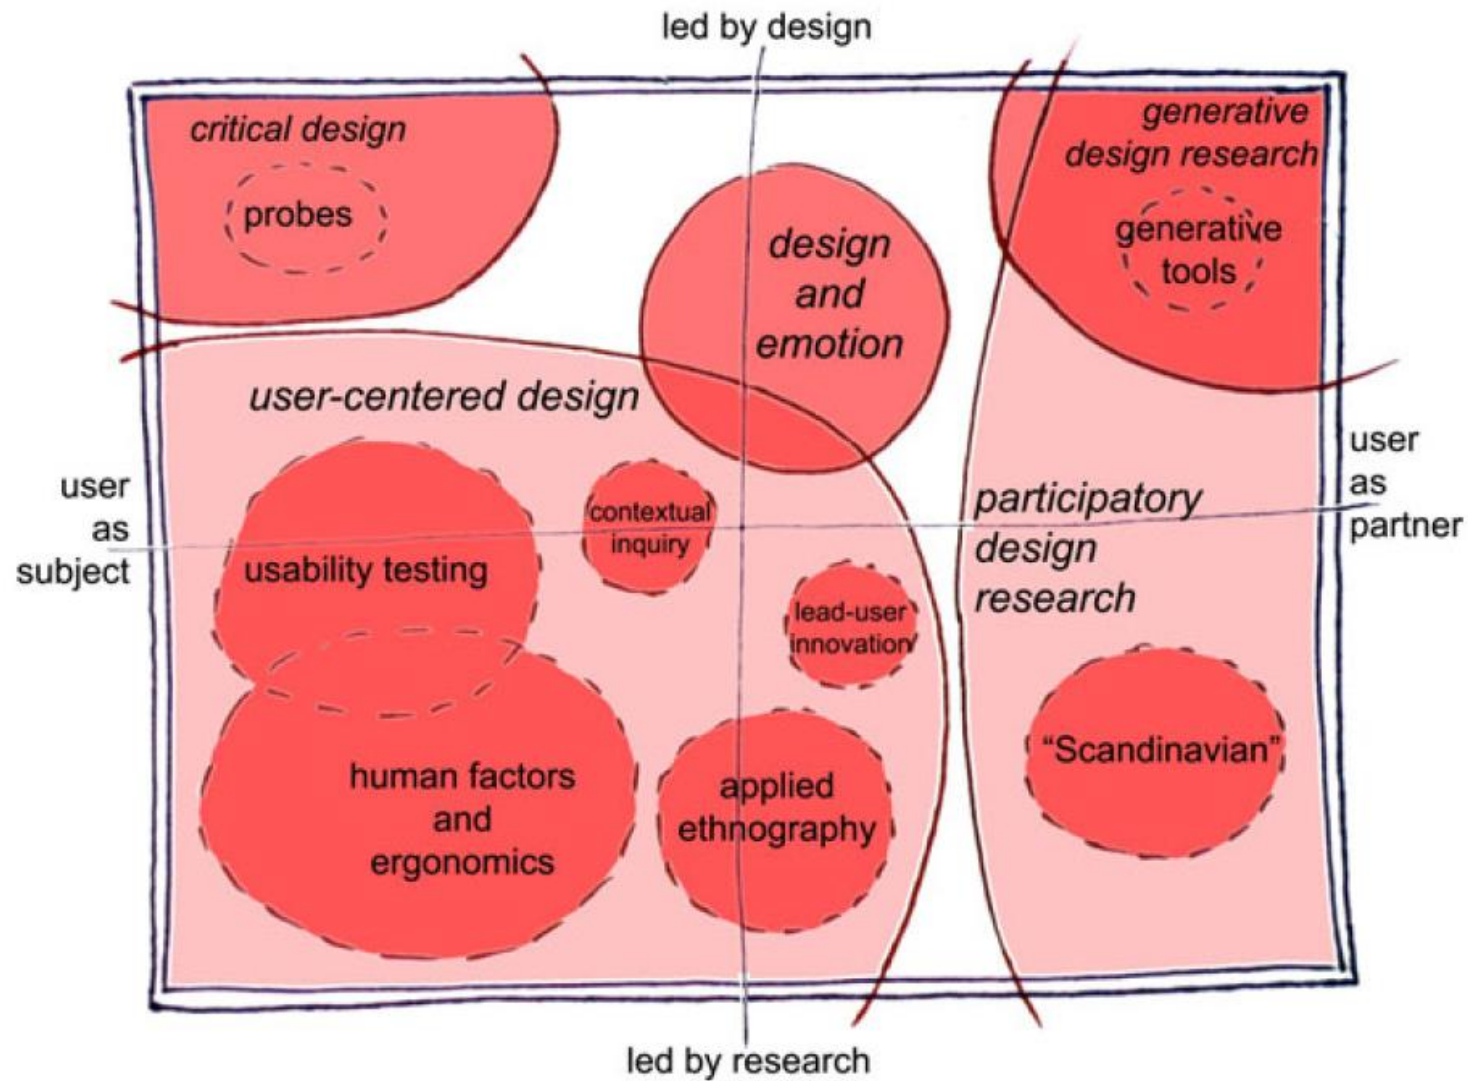 led by design
critical design
probes
generative
design research
generative
tools
design
and
emotion
user-centered design
user
as
subject
user
as
partner
contextual
inquiry
usability testing
participatory
design
research
lead-user
innovation
human factors
and
ergonomics
applied
ethnography
“Scandinavian”
led by research